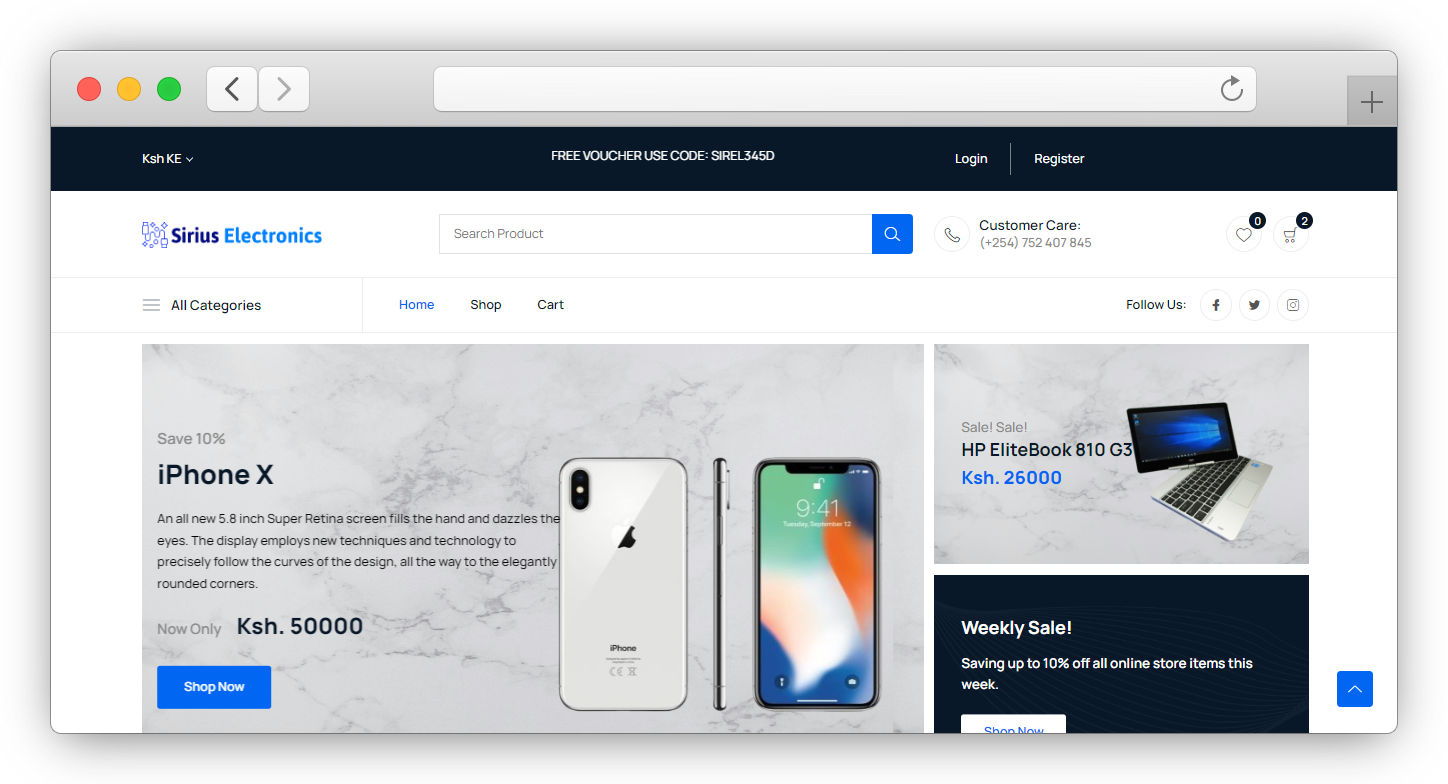 Ksh KE
FREE VOUCHER USE CODE: SIREL345D
Login
Register
Sirius Electronics
Search Product
Customer Care:
(+254) 752 407 845
0
2
All Categories
Home
Shop
Cart
Follow Us:
Save 10%
iPhone X
An all new 5.8 inch Super Retina screen fills the hand and dazzles the
eyes. The display employs new techniques and technology to
precisely follow the curves of the design, all the way to the elegantly
rounded corners.
Now Only Ksh. 50000
Shop Now
iPhone
9:41
Tuesday, September 12
Sale! Sale!
HP EliteBook 810 G3
Ksh. 26000
Weekly Sale!
Saving up to 10% off all online store items this
week.
Shop Now